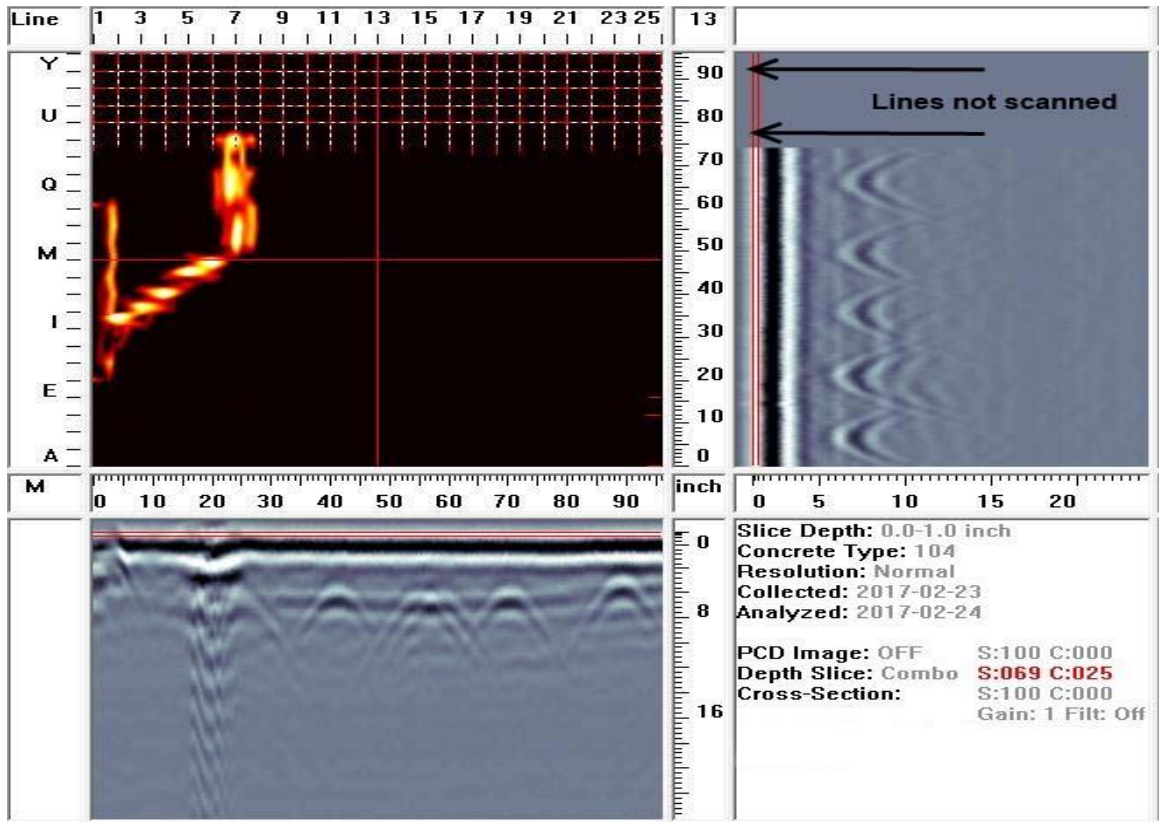 Line 1 3 5 7 9 11 13 15 17 19 21 23 25 13
Y
U
Q
M
I
E
A
90
80
70
60
50
40
30
20
10
0
Lines not scanned
M 0 10 20 30 40 50 60 70 80 90 inch 0 5 10 15 20
0
8
16
Slice Depth: 0.0-1.0 inch
Concrete Type: 104
Resolution: Normal
Collected: 2017-02-23
Analyzed: 2017-02-24
PCD Image: OFF S:100 C:000
Depth Slice: Combo S:069 C:025
Cross-Section: S:100 C:000
Gain: 1 Filt: Off